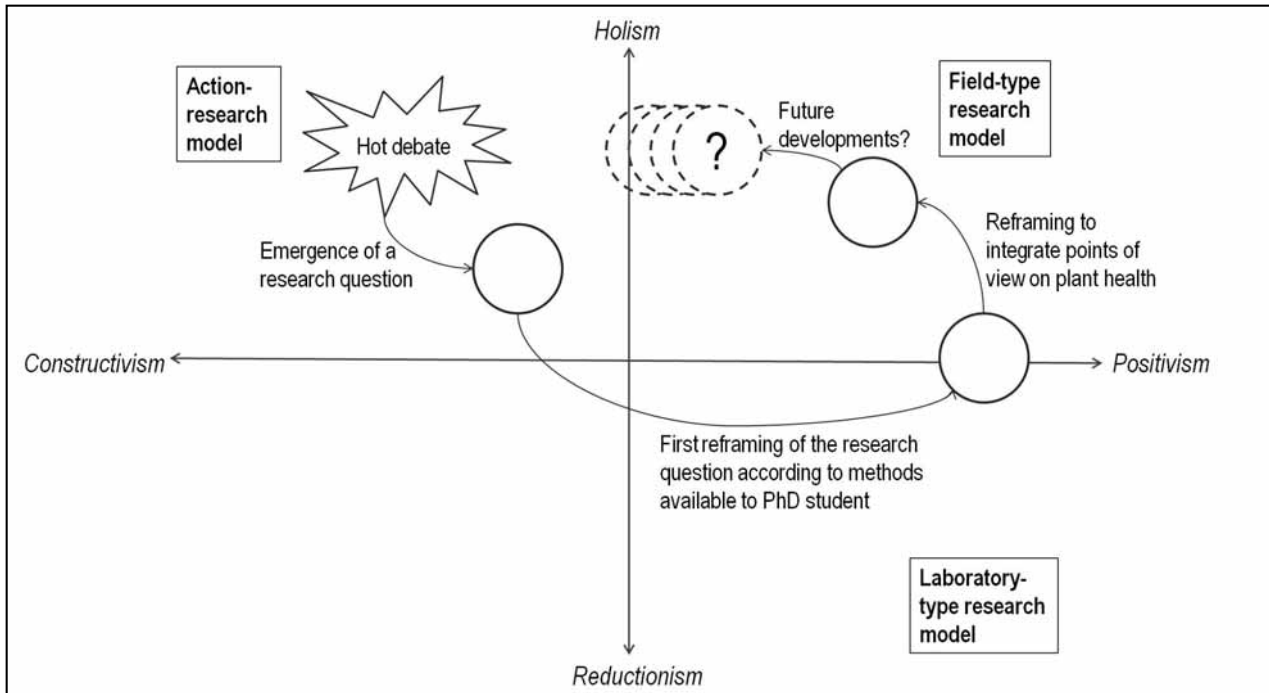 Holism
Action-
research
model
Hot debate
?
Future
developments?
Field-type
research
model
Emergence of a
research question
Reframing to
integrate points of
view on plant health
Constructivism
Positivism
First reframing of the research
question according to methods
available to PhD student
Laboratory-
type research
model
Reductionism